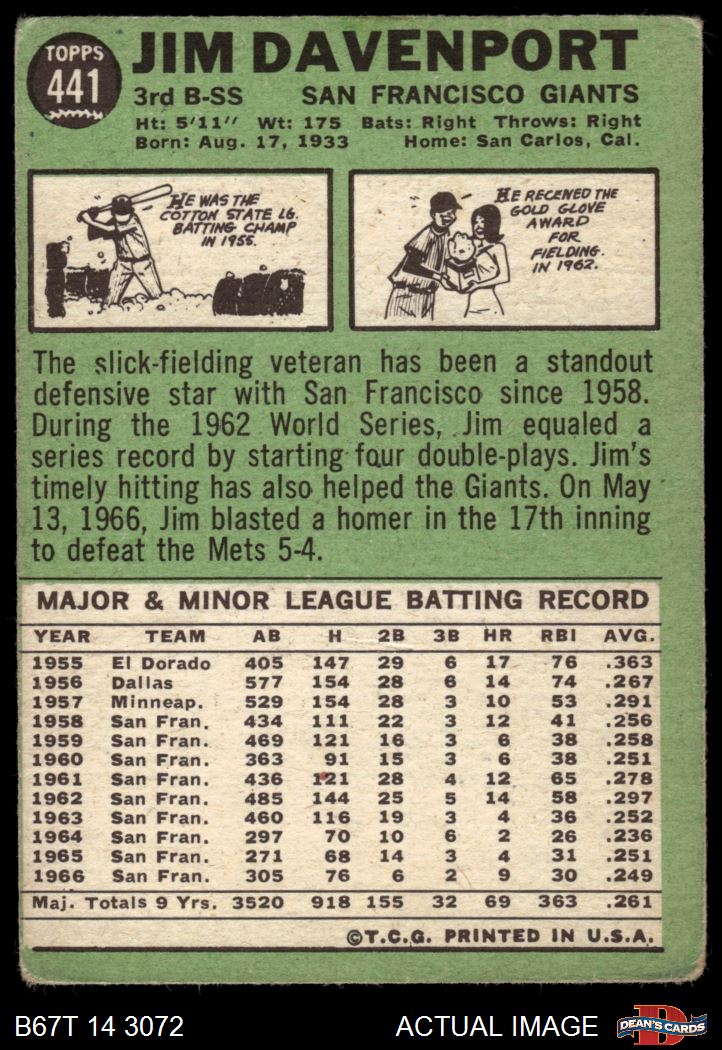 TOPPS
441
JIM DAVENPORT
3rd B-SS SAN FRANCISCO GIANTS
Ht: 5'11" Wt: 175 Bats: Right Throws: Right
Born: Aug. 17, 1933 Home: San Carlos, Cal.
HE WAS THE
COTTON STATE LG.
BATTING CHAMP
IN 1955.
HE RECEIVED THE
GOLD GLOVE
AWARD
FOR
FIELDING
IN 1962.
The slick-fielding veteran has been a standout
defensive star with San Francisco since 1958.
During the 1962 World Series, Jim equaled a
series record by starting four double-plays. Jim's
timely hitting has also helped the Giants. On May
13, 1966, Jim blasted a homer in the 17th inning
to defeat the Mets 5-4.
MAJOR & MINOR LEAGUE BATTING RECORD
YEAR TEAM AB H 2B 3B HR RBI AVG.
1955 El Dorado 405 147 29 6 17 76 .363
1956 Dallas 577 154 28 6 14 74 .267
1957 Minneap. 529 154 28 3 10 53 .291
1958 San Fran. 434 111 22 3 12 41 .256
1959 San Fran. 469 121 16 3 6 38 .258
1960 San Fran. 363 91 15 3 6 38 .251
1961 San Fran. 436 121 28 4 12 65 .278
1962 San Fran. 485 144 25 5 14 58 .297
1963 San Fran. 460 116 19 3 4 36 .252
1964 San Fran. 297 70 10 6 2 26 .236
1965 San Fran. 271 68 14 3 4 31 .251
1966 San Fran. 305 76 6 2 9 30 .249
Maj. Totals 9 Yrs. 3520 918 155 32 69 363 .261
©T.C.G. PRINTED IN U.S.A.
B67T 14 3072 ACTUAL IMAGE
D
DEAN'S CARDS